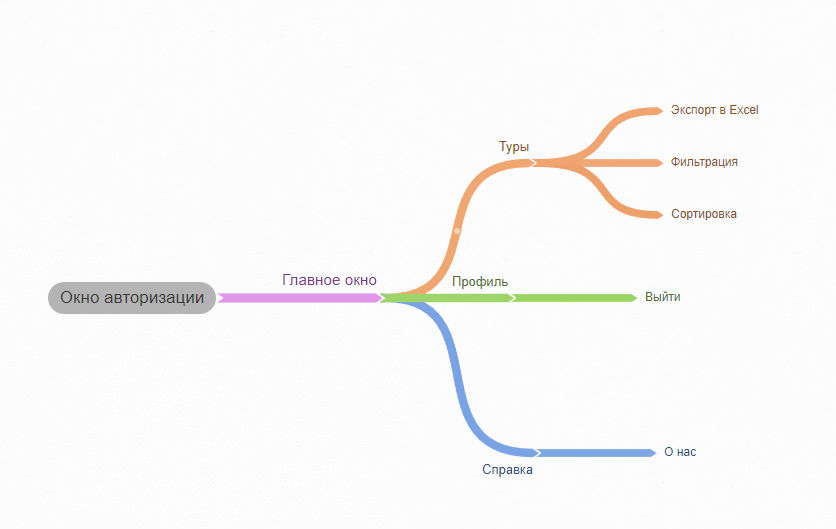 Экспорт в Excel
Туры
Фильтрация
Сортировка
Главное окно
Профиль
Окно авторизации
Выйти
О нас
Справка